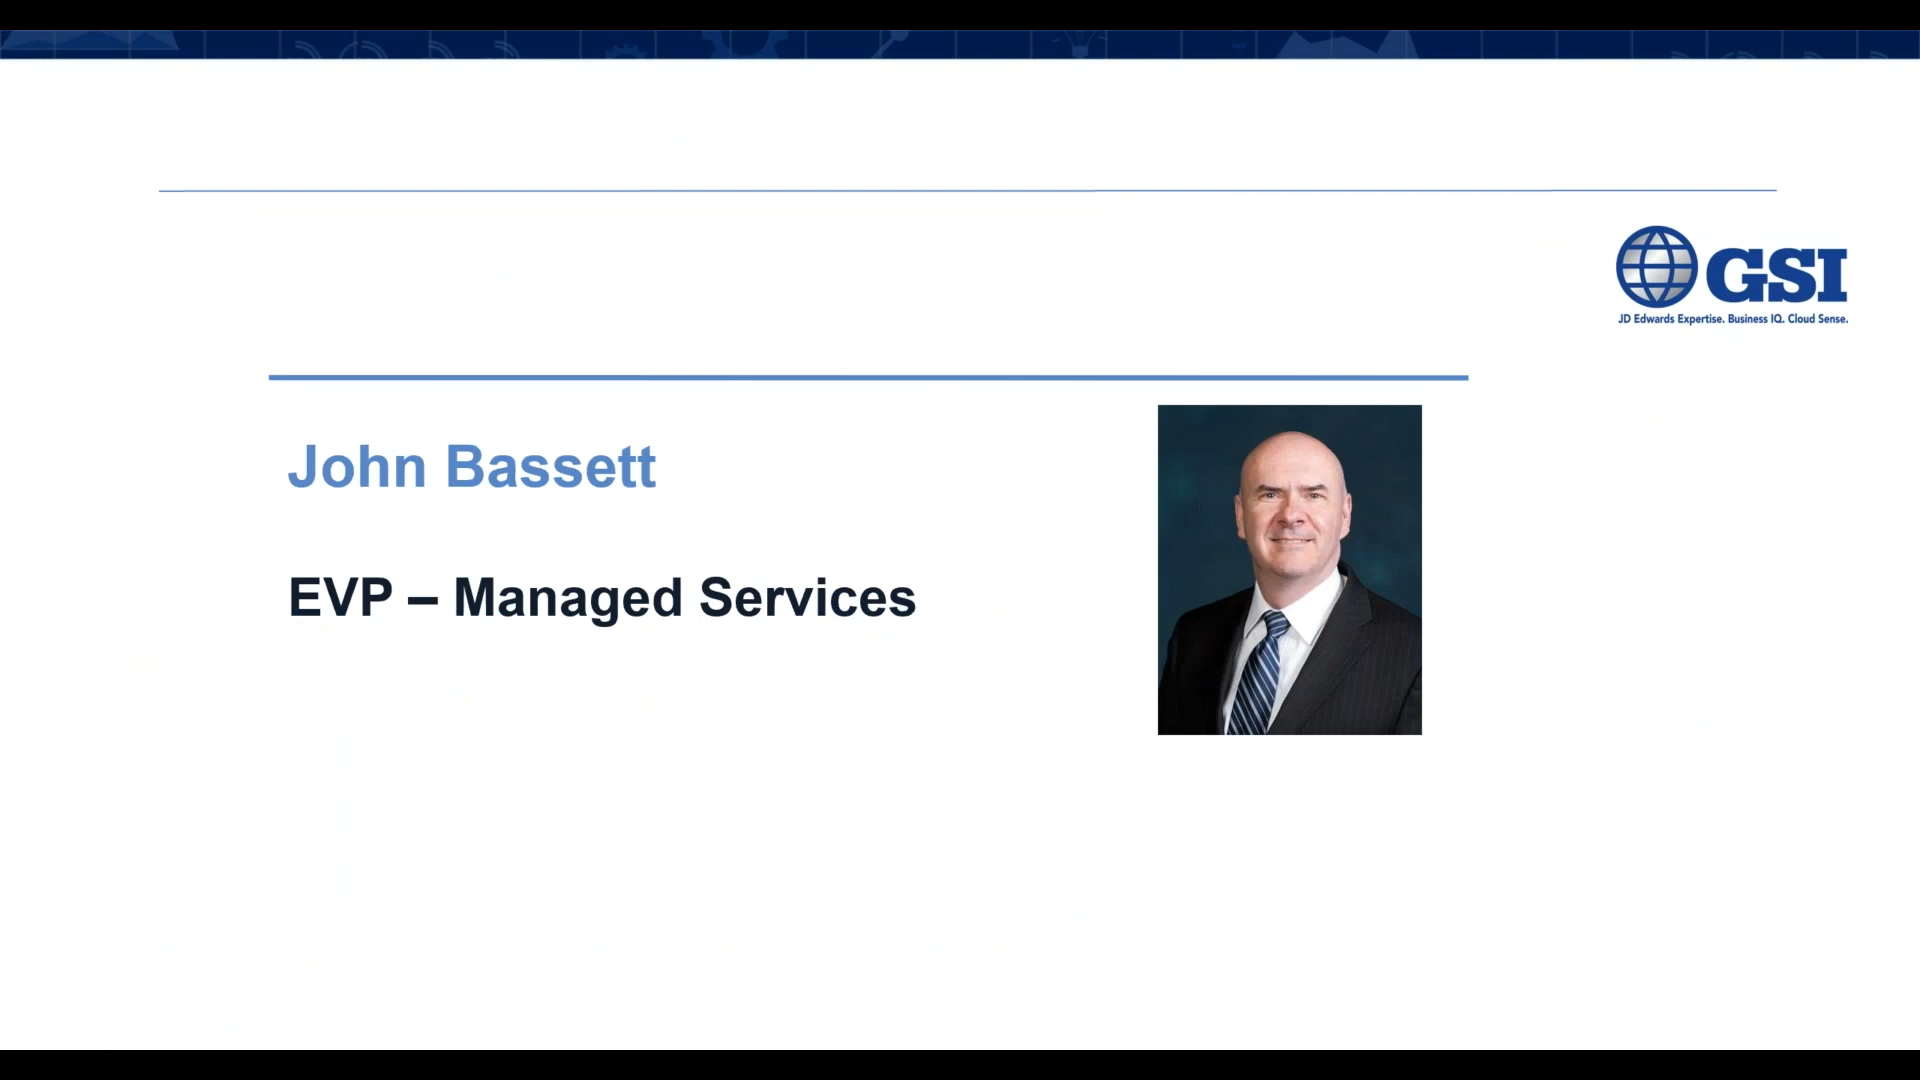 GSI
JD Edwards Expertise. Business IQ. Cloud Sense.
John Bassett
EVP – Managed Services